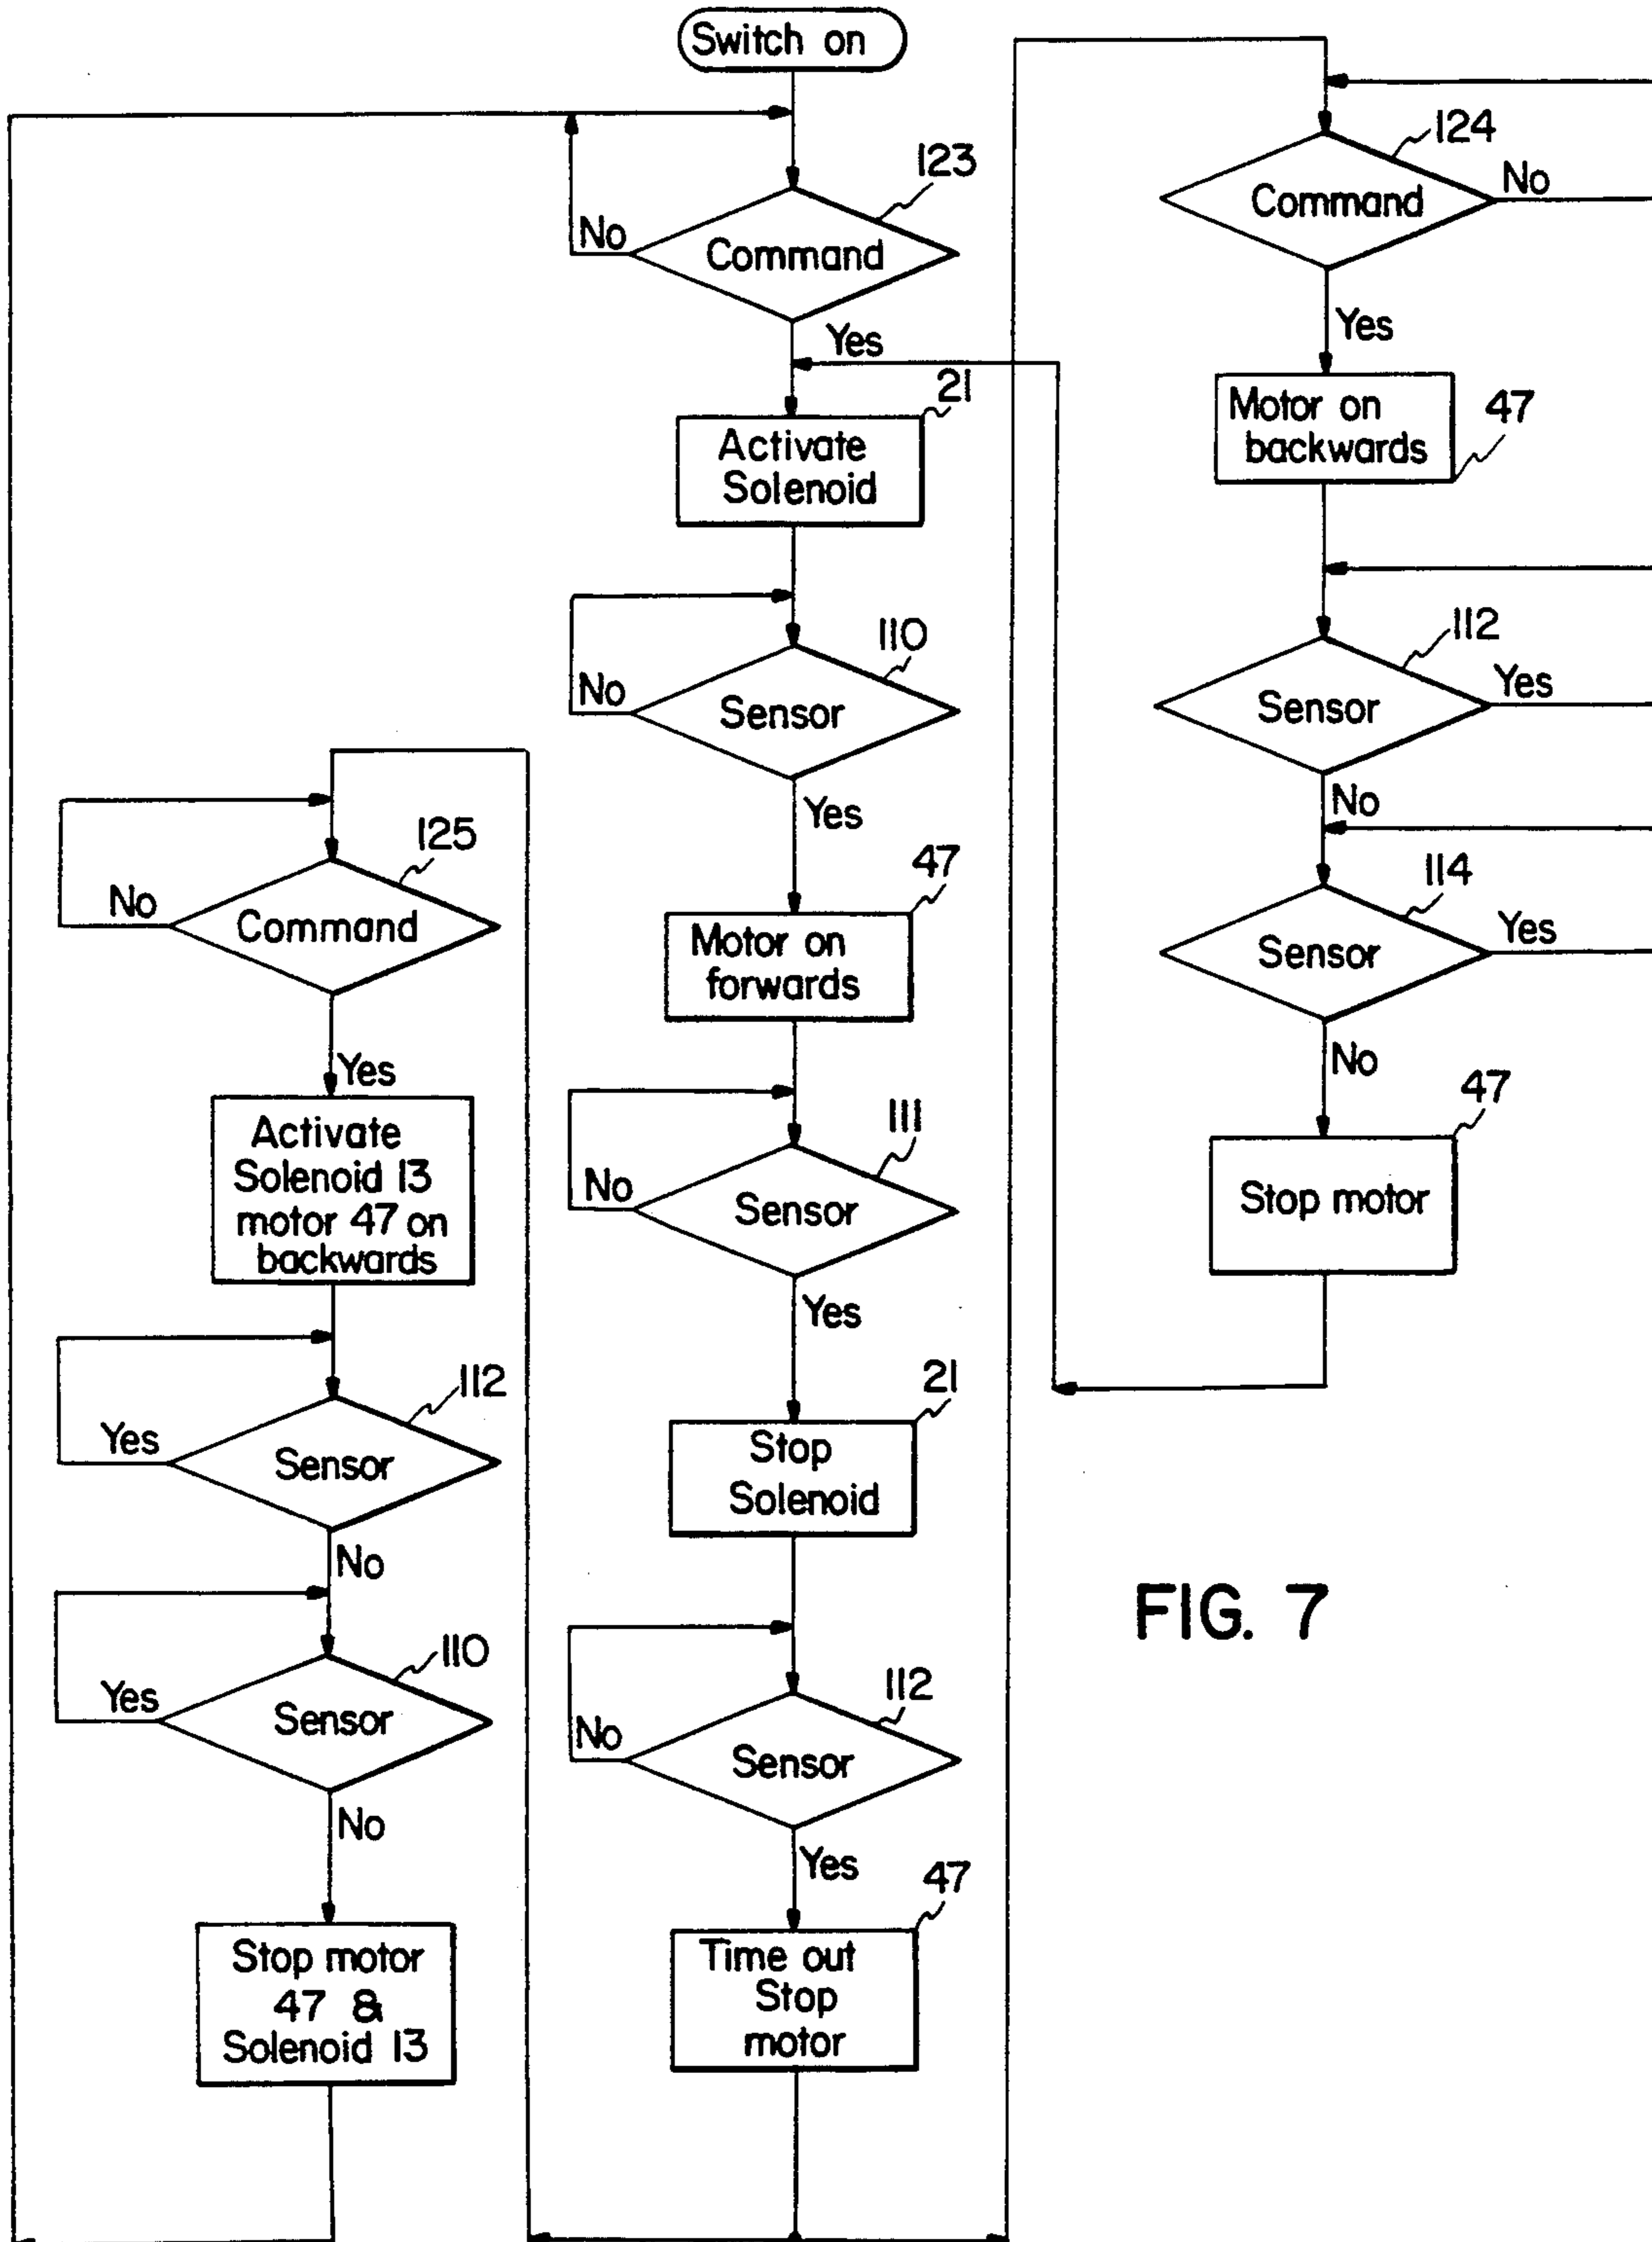 Switch on
123
No
Command
Yes
21
Activate
Solenoid
110
No
Sensor
Yes
47
Motor on
forwards
111
No
Sensor
Yes
21
Stop
Solenoid
112
No
Sensor
Yes
47
Time out
Stop
motor
125
No
Command
Yes
Activate
Solenoid 13
motor 47 on
backwards
112
Yes
Sensor
No
110
Yes
Sensor
No
Stop motor
47 &
Solenoid 13
124
No
Command
Yes
Motor on
backwards
47
112
Yes
Sensor
No
114
Yes
Sensor
No
47
Stop motor
FIG. 7